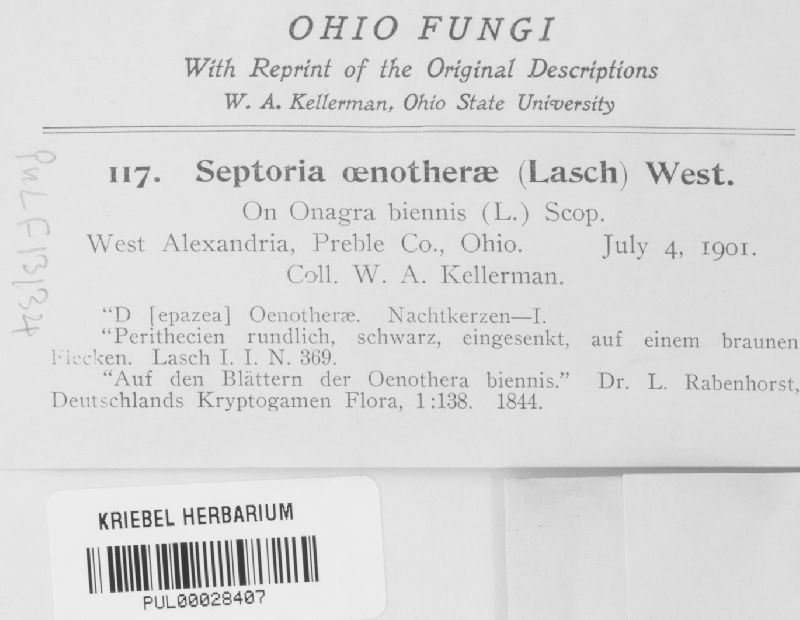 OHIO FUNGI
With Reprint of the Original Descriptions
W. A. Kellerman, Ohio State University
117. Septoria œnotheræ (Lasch) West.
On Onagra biennis (L.) Scop.
West Alexandria, Preble Co., Ohio. July 4, 1901.
Coll. W. A. Kellerman.
“D [epazea] Oenotheræ. Nachtkerzen—I.
“Perithecien rundlich, schwarz, eingesenkt, auf einem braunen
Flecken. Lasch I. I. N. 369.
“Auf den Blättern der Oenothera biennis.” Dr. L. Rabenhorst,
Deutschlands Kryptogamen Flora, 1:138. 1844.
PUL F13134
KRIEBEL HERBARIUM
PUL00028407